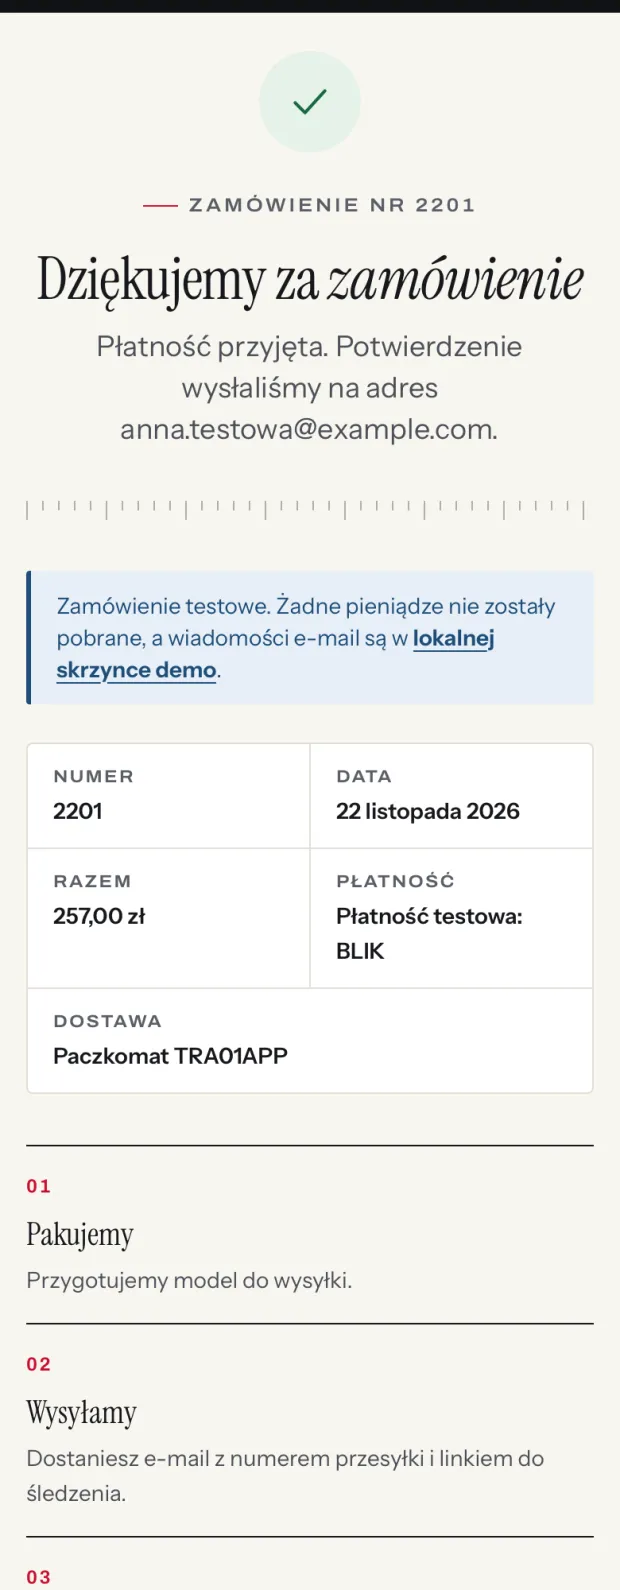 ZAMÓWIENIE NR 2201
Dziękujemy za zamówienie
Płatność przyjęta. Potwierdzenie
wysłaliśmy na adres
anna.testowa@example.com.
Zamówienie testowe. Żadne pieniądze nie zostały
pobrane, a wiadomości e-mail są w lokalnej
skrzynce demo.
NUMER
2201
DATA
22 listopada 2026
RAZEM
257,00 zł
PŁATNOŚĆ
Płatność testowa:
BLIK
DOSTAWA
Paczkomat TRA01APP
01
Pakujemy
Przygotujemy model do wysyłki.
02
Wysyłamy
Dostaniesz e-mail z numerem przesyłki i linkiem do
śledzenia.
03